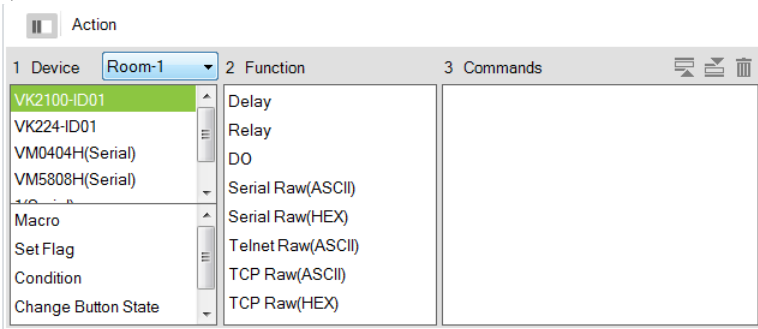 Action
1 Device Room-1 2 Function 3 Commands
VK2100-ID01
VK224-ID01
VM0404H(Serial)
VM5808H(Serial)
Macro
Set Flag
Condition
Change Button State
Delay
Relay
DO
Serial Raw(ASCII)
Serial Raw(HEX)
Telnet Raw(ASCII)
TCP Raw(ASCII)
TCP Raw(HEX)